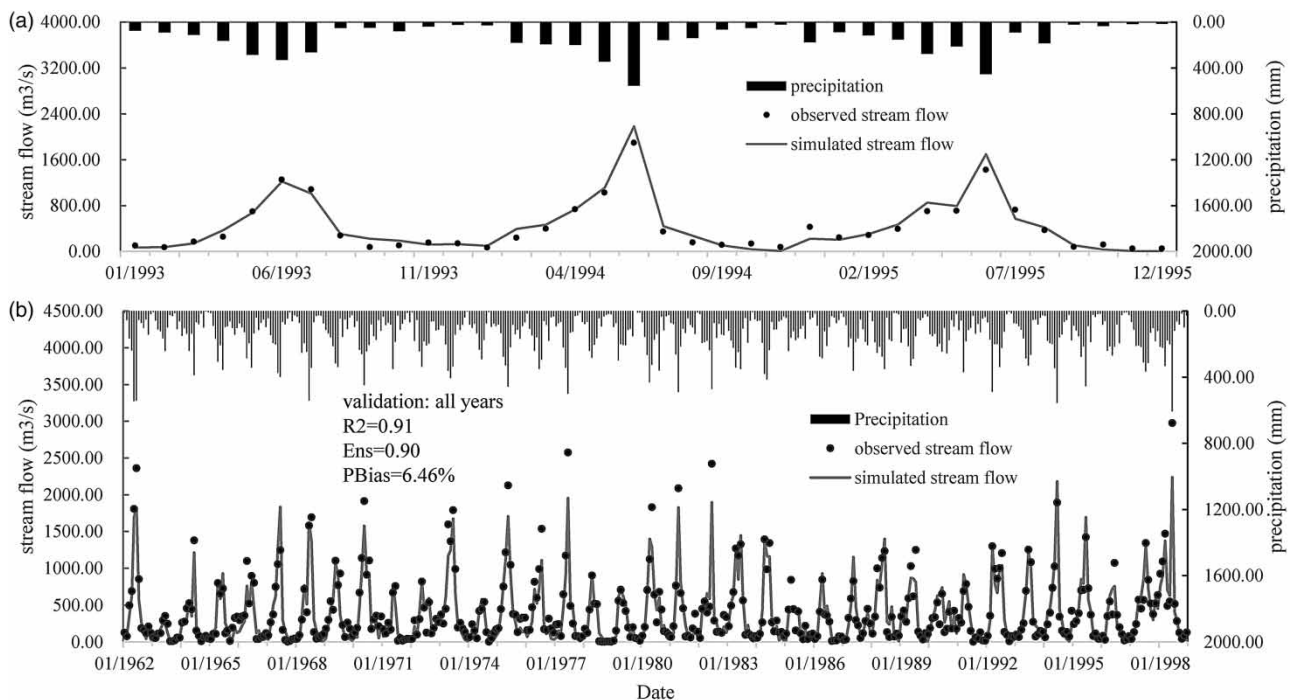 (a)
4000.00
3200.00
2400.00
1600.00
800.00
0.00
stream flow (m3/s)
0.00
400.00
800.00
1200.00
1600.00
2000.00
precipitation (mm)
precipitation
observed stream flow
simulated stream flow
01/1993 06/1993 11/1993 04/1994 09/1994 02/1995 07/1995 12/1995
(b)
4500.00
4000.00
3500.00
3000.00
2500.00
2000.00
1500.00
1000.00
500.00
0.00
stream flow (m3/s)
0.00
400.00
800.00
1200.00
1600.00
2000.00
precipitation (mm)
validation: all years
R2=0.91
Ens=0.90
PBias=6.46%
Precipitation
observed stream flow
simulated stream flow
01/1962 01/1965 01/1968 01/1971 01/1974 01/1977 01/1980 01/1983 01/1986 01/1989 01/1992 01/1995 01/1998
Date